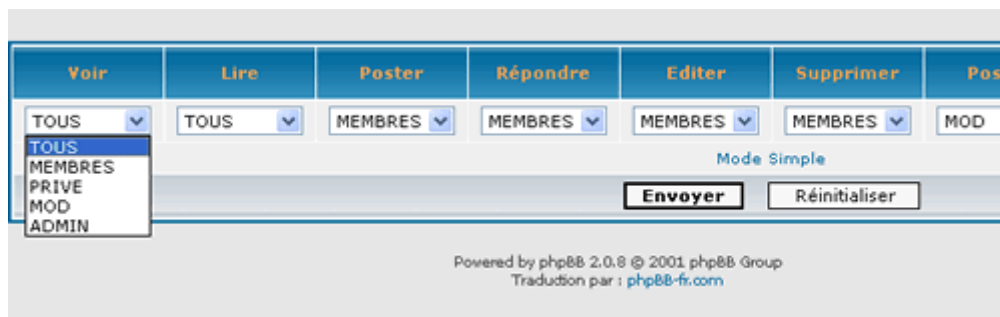 Voir Lire Poster Répondre Editer Supprimer Pos
TOUS TOUS MEMBRES MEMBRES MEMBRES MEMBRES MOD
TOUS
MEMBRES
PRIVE
MOD
ADMIN
Mode Simple
Envoyer Réinitialiser
Powered by phpBB 2.0.8 © 2001 phpBB Group
Traduction par : phpBB-fr.com